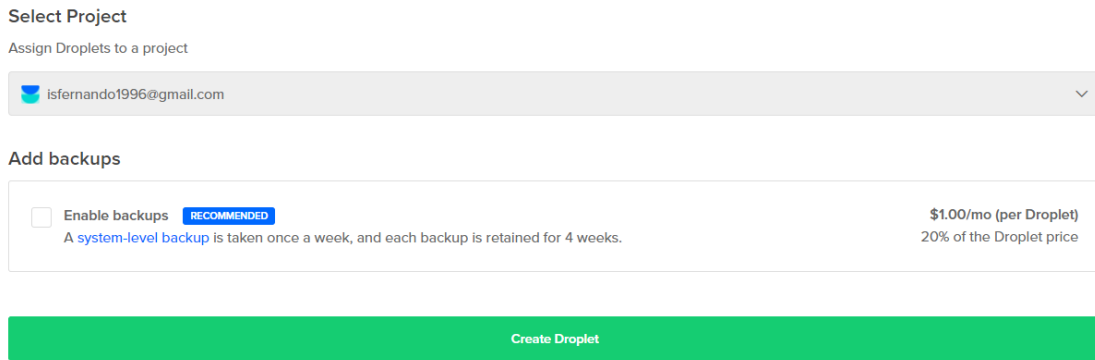 Select Project
Assign Droplets to a project
isfernando1996@gmail.com
Add backups
Enable backups RECOMMENDED $1.00/mo (per Droplet)
A system-level backup is taken once a week, and each backup is retained for 4 weeks. 20% of the Droplet price
Create Droplet